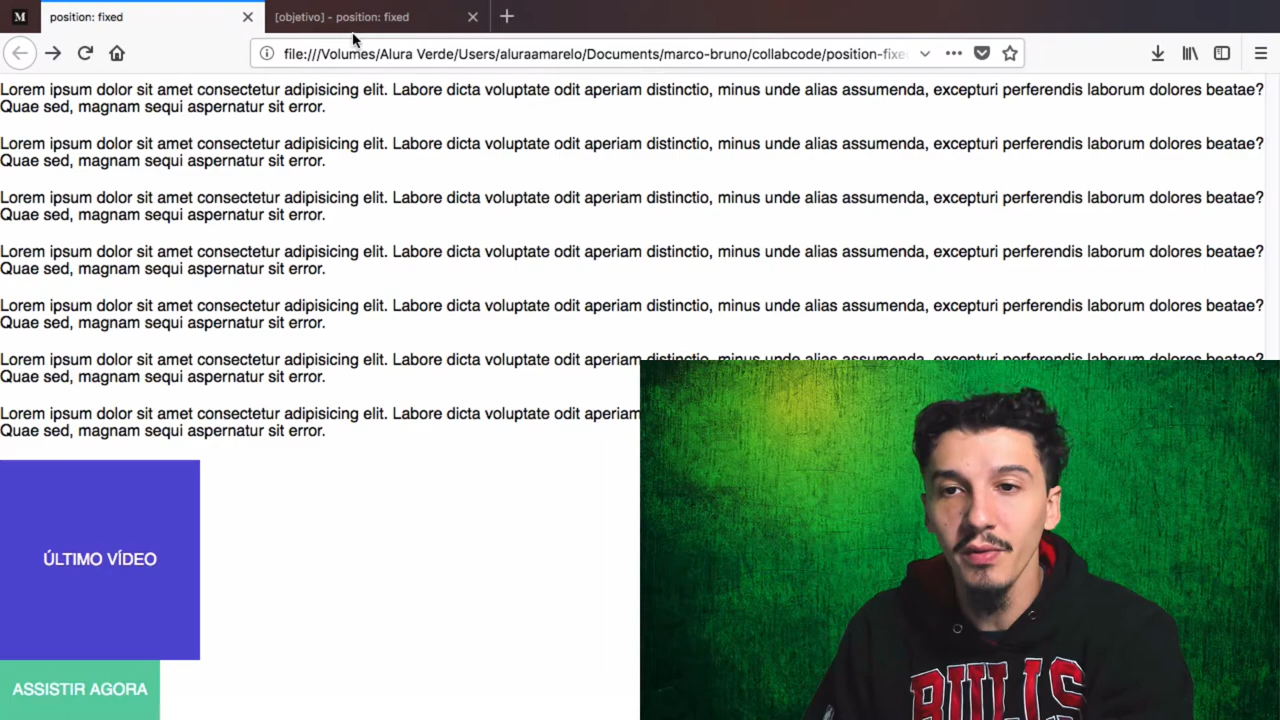 M position: fixed [objetivo] - position: fixed
file:///Volumes/Alura Verde/Users/aluraamarelo/Documents/marco-bruno/collabcode/position-fixe
Lorem ipsum dolor sit amet consectetur adipisicing elit. Labore dicta voluptate odit aperiam distinctio, minus unde alias assumenda, excepturi perferendis laborum dolores beatae?
Quae sed, magnam sequi aspernatur sit error.
Lorem ipsum dolor sit amet consectetur adipisicing elit. Labore dicta voluptate odit aperiam distinctio, minus unde alias assumenda, excepturi perferendis laborum dolores beatae?
Quae sed, magnam sequi aspernatur sit error.
Lorem ipsum dolor sit amet consectetur adipisicing elit. Labore dicta voluptate odit aperiam distinctio, minus unde alias assumenda, excepturi perferendis laborum dolores beatae?
Quae sed, magnam sequi aspernatur sit error.
Lorem ipsum dolor sit amet consectetur adipisicing elit. Labore dicta voluptate odit aperiam distinctio, minus unde alias assumenda, excepturi perferendis laborum dolores beatae?
Quae sed, magnam sequi aspernatur sit error.
Lorem ipsum dolor sit amet consectetur adipisicing elit. Labore dicta voluptate odit aperiam distinctio, minus unde alias assumenda, excepturi perferendis laborum dolores beatae?
Quae sed, magnam sequi aspernatur sit error.
Lorem ipsum dolor sit amet consectetur adipisicing elit. Labore dicta voluptate odit aperiam distinctio, minus unde alias assumenda, excepturi perferendis laborum dolores beatae?
Quae sed, magnam sequi aspernatur sit error.
Lorem ipsum dolor sit amet consectetur adipisicing elit. Labore dicta voluptate odit aperiam
Quae sed, magnam sequi aspernatur sit error.
ÚLTIMO VÍDEO
ASSISTIR AGORA
BULLS